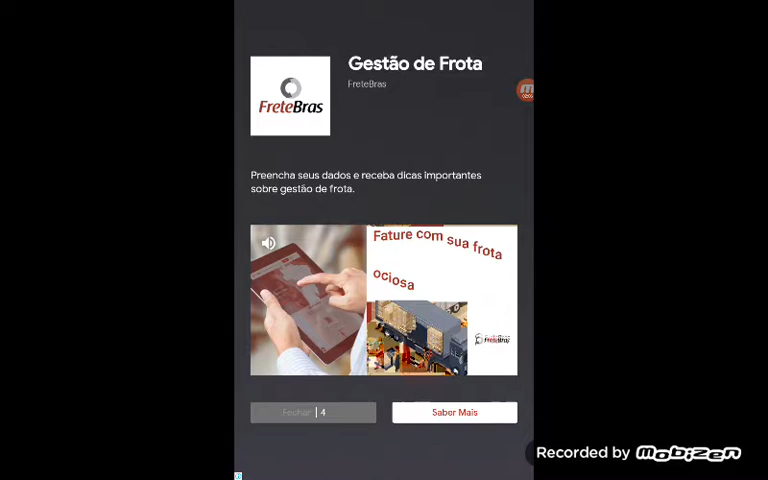 Gestão de Frota
FreteBras
FreteBras
Preencha seus dados e receba dicas importantes
sobre gestão de frota.
Fature com sua frota
ociosa
FreteBras
Fechar | 4
Saber Mais
Recorded by mobizen